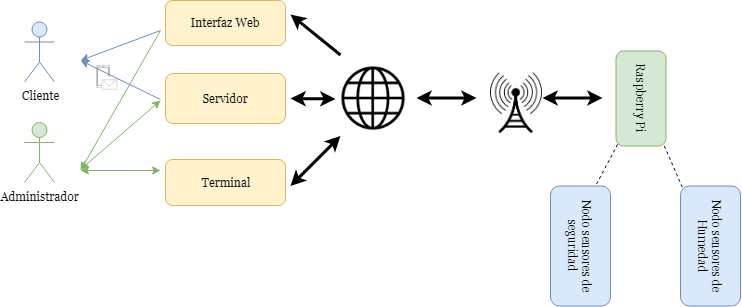 Interfaz Web
Cliente
Servidor
Raspberry Pi
Administrador
Terminal
Nodo sensores de
seguridad
Nodo sensores de
Humedad